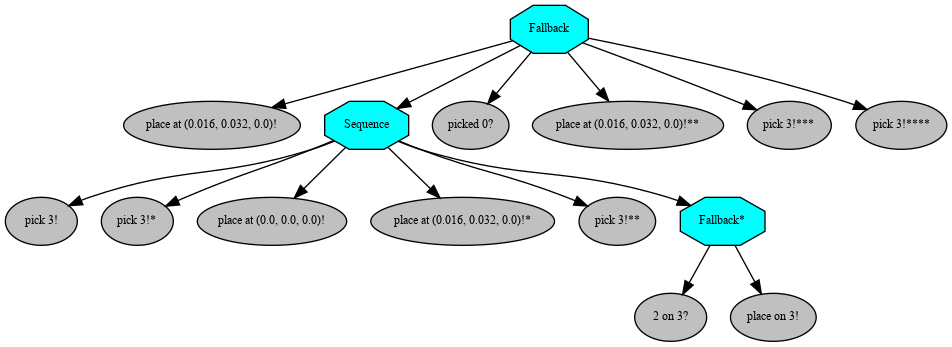 Fallback
place at (0.016, 0.032, 0.0)!
Sequence
picked 0?
place at (0.016, 0.032, 0.0)!**
pick 3!***
pick 3!****
pick 3!
pick 3!*
place at (0.0, 0.0, 0.0)!
place at (0.016, 0.032, 0.0)!*
pick 3!**
Fallback*
2 on 3?
place on 3!